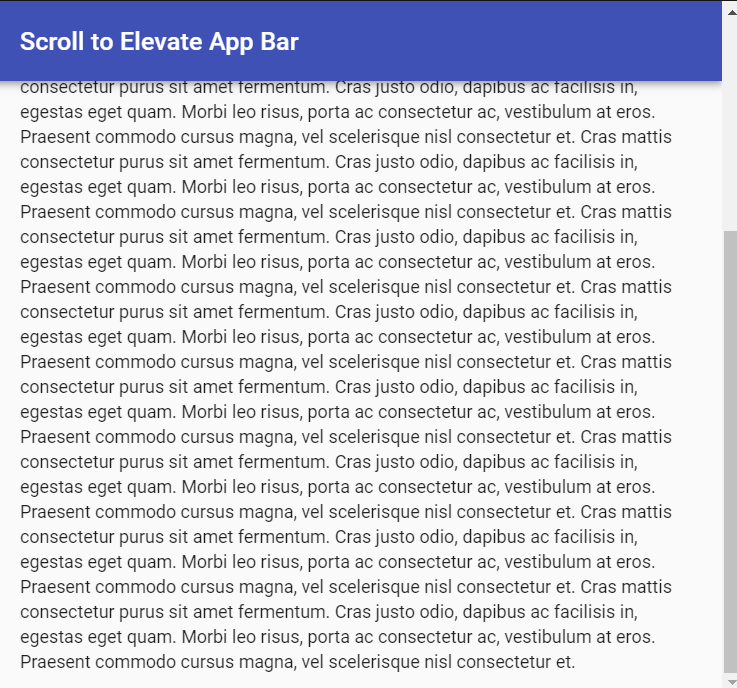 Scroll to Elevate App Bar
consectetur purus sit amet fermentum. Cras justo odio, dapibus ac facilisis in,
egestas eget quam. Morbi leo risus, porta ac consectetur ac, vestibulum at eros.
Praesent commodo cursus magna, vel scelerisque nisl consectetur et. Cras mattis
consectetur purus sit amet fermentum. Cras justo odio, dapibus ac facilisis in,
egestas eget quam. Morbi leo risus, porta ac consectetur ac, vestibulum at eros.
Praesent commodo cursus magna, vel scelerisque nisl consectetur et. Cras mattis
consectetur purus sit amet fermentum. Cras justo odio, dapibus ac facilisis in,
egestas eget quam. Morbi leo risus, porta ac consectetur ac, vestibulum at eros.
Praesent commodo cursus magna, vel scelerisque nisl consectetur et. Cras mattis
consectetur purus sit amet fermentum. Cras justo odio, dapibus ac facilisis in,
egestas eget quam. Morbi leo risus, porta ac consectetur ac, vestibulum at eros.
Praesent commodo cursus magna, vel scelerisque nisl consectetur et. Cras mattis
consectetur purus sit amet fermentum. Cras justo odio, dapibus ac facilisis in,
egestas eget quam. Morbi leo risus, porta ac consectetur ac, vestibulum at eros.
Praesent commodo cursus magna, vel scelerisque nisl consectetur et. Cras mattis
consectetur purus sit amet fermentum. Cras justo odio, dapibus ac facilisis in,
egestas eget quam. Morbi leo risus, porta ac consectetur ac, vestibulum at eros.
Praesent commodo cursus magna, vel scelerisque nisl consectetur et. Cras mattis
consectetur purus sit amet fermentum. Cras justo odio, dapibus ac facilisis in,
egestas eget quam. Morbi leo risus, porta ac consectetur ac, vestibulum at eros.
Praesent commodo cursus magna, vel scelerisque nisl consectetur et. Cras mattis
consectetur purus sit amet fermentum. Cras justo odio, dapibus ac facilisis in,
egestas eget quam. Morbi leo risus, porta ac consectetur ac, vestibulum at eros.
Praesent commodo cursus magna, vel scelerisque nisl consectetur et.